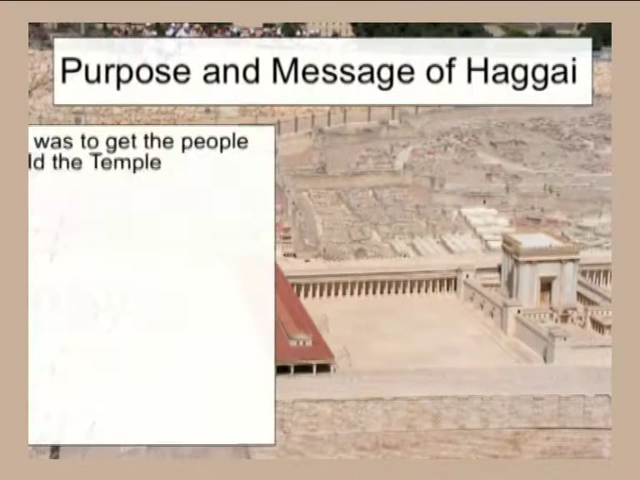 Purpose and Message of Haggai
was to get the people
ld the Temple